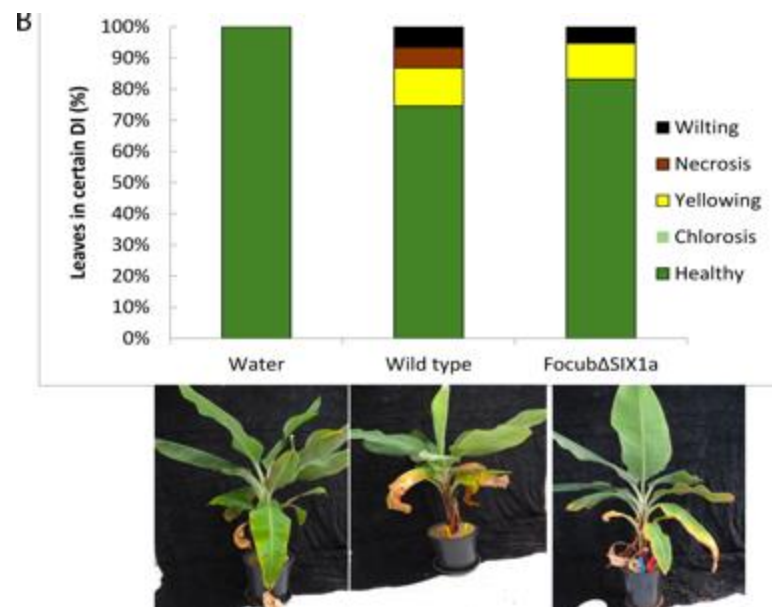 B
100%
90%
80%
70%
60%
50%
40%
30%
20%
10%
0%
Leaves in certain DI (%)
Wilting
Necrosis
Yellowing
Chlorosis
Healthy
Water Wild type FocubΔSIX1a